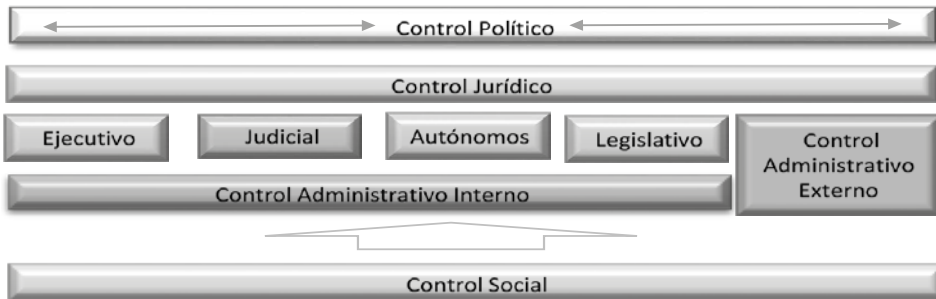 Control Político
Control Jurídico
Ejecutivo
Judicial
Autónomos
Legislativo
Control
Administrativo
Externo
Control Administrativo Interno
Control Social